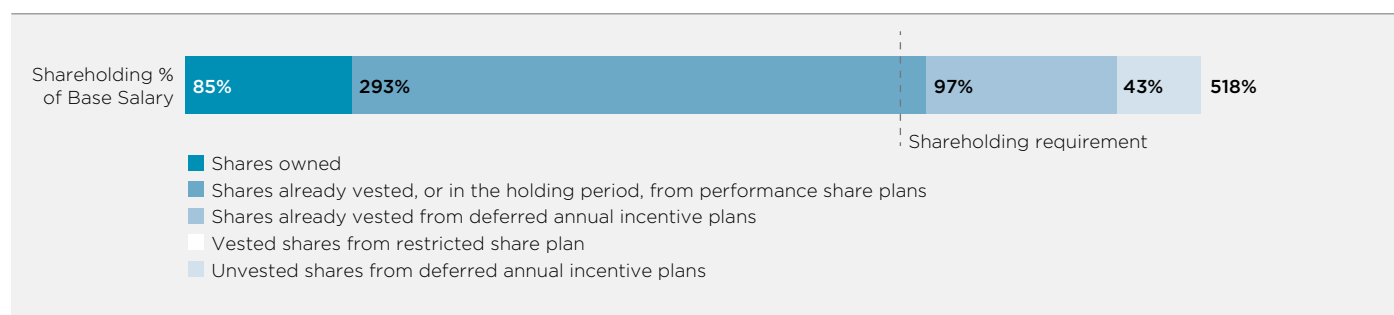 Shareholding %
of Base Salary
85% 293% 97% 43% 518%
Shareholding requirement
Shares owned
Shares already vested, or in the holding period, from performance share plans
Shares already vested from deferred annual incentive plans
Vested shares from restricted share plan
Unvested shares from deferred annual incentive plans